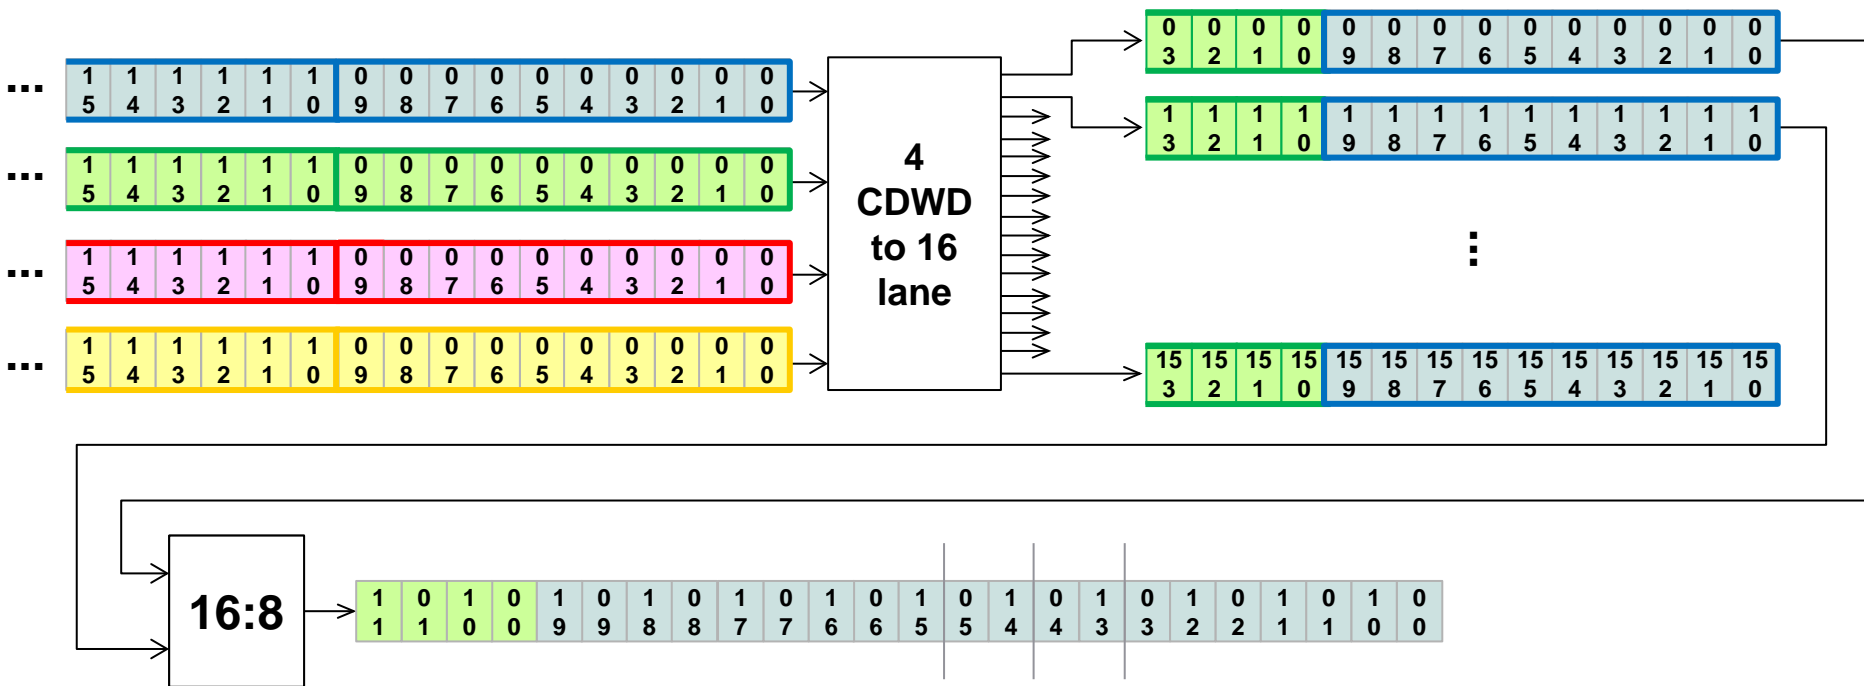 0 0 0 0 0 0 0 0 0 0 0 0 0 0
3 2 1 0 9 8 7 6 5 4 3 2 1 0
... 1 1 1 1 1 1 0 0 0 0 0 0 0 0 0 0
5 4 3 2 1 0 9 8 7 6 5 4 3 2 1 0
1 1 1 1 1 1 1 1 1 1 1 1 1 1
3 2 1 0 9 8 7 6 5 4 3 2 1 0
... 1 1 1 1 1 1 0 0 0 0 0 0 0 0 0 0
5 4 3 2 1 0 9 8 7 6 5 4 3 2 1 0
4
CDWD
to 16
lane
...
... 1 1 1 1 1 1 0 0 0 0 0 0 0 0 0 0
5 4 3 2 1 0 9 8 7 6 5 4 3 2 1 0
... 1 1 1 1 1 1 0 0 0 0 0 0 0 0 0 0
5 4 3 2 1 0 9 8 7 6 5 4 3 2 1 0
15 15 15 15 15 15 15 15 15 15 15 15 15 15
3 2 1 0 9 8 7 6 5 4 3 2 1 0
16:8
1 0 1 0 1 0 1 0 1 0 1 0 1 0 1 0 1 0 1 0 1 0 1 0
1 1 0 0 9 9 8 8 7 7 6 6 5 5 4 4 3 3 2 2 1 1 0 0